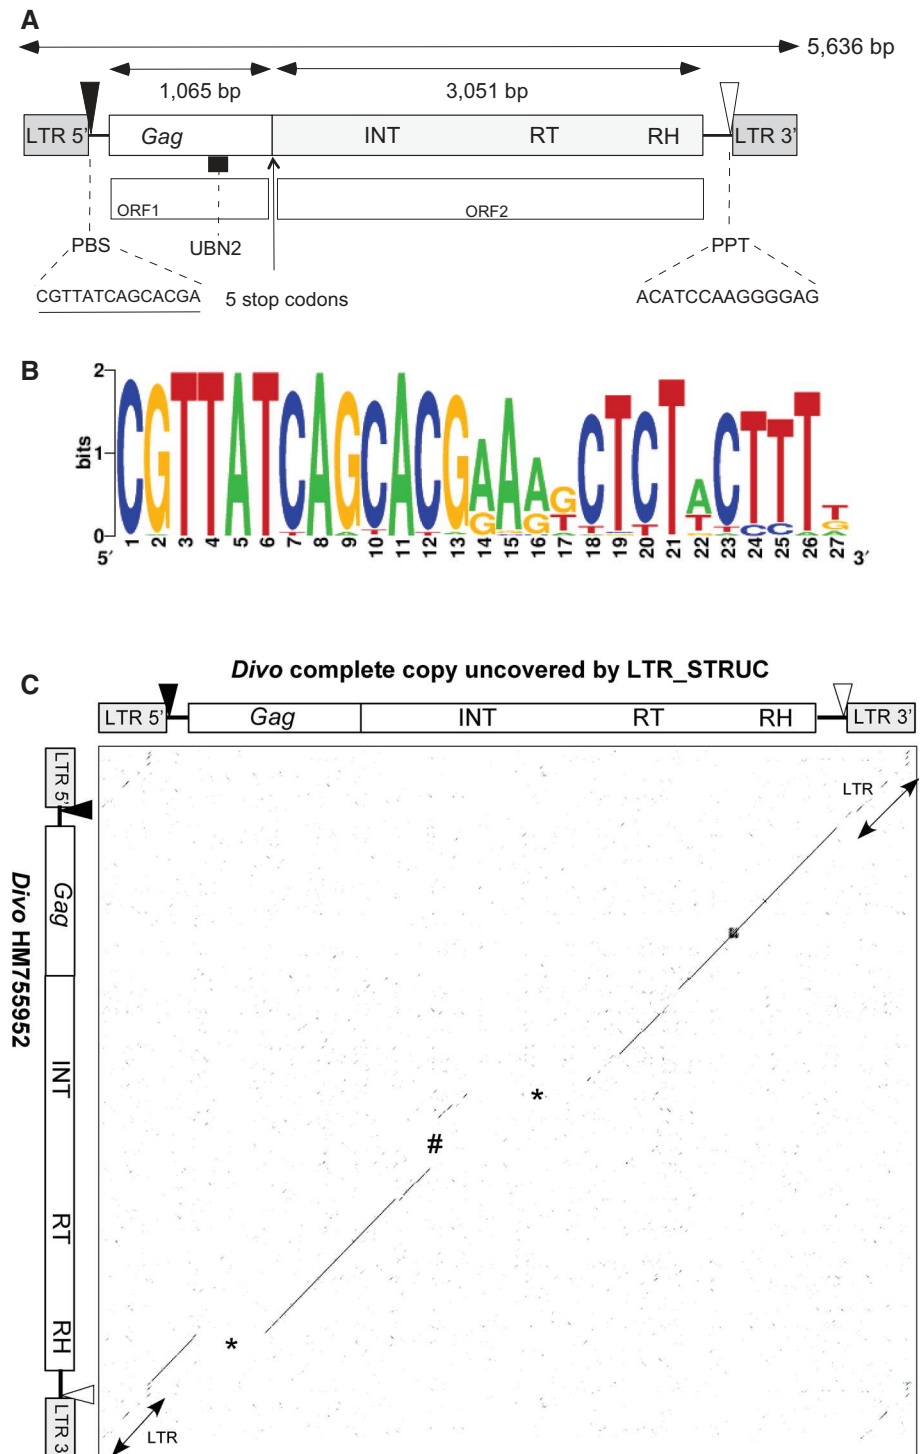 A
5,636 bp
1,065 bp
3,051 bp
LTR 5’
Gag
INT
RT
RH
LTR 3’
ORF1
ORF2
PBS
UBN2
PPT
CGTTATCAGCACGA
5 stop codons
ACATCCAAGGGGAG
B
2
1
0
bits
CGTTATCAGCACGAAAGCTCTACTTTT
G G T T T T T T C C G
5′
1 2 3 4 5 6 7 8 9 10 11 12 13 14 15 16 17 18 19 20 21 22 23 24 25 26 27
3′
C
Divo complete copy uncovered by LTR_STRUC
LTR 5’
Gag
INT
RT
RH
LTR 3’
Divo HM755952
LTR 5’
Gag
INT
RT
RH
LTR 3
LTR
*
#
*
LTR